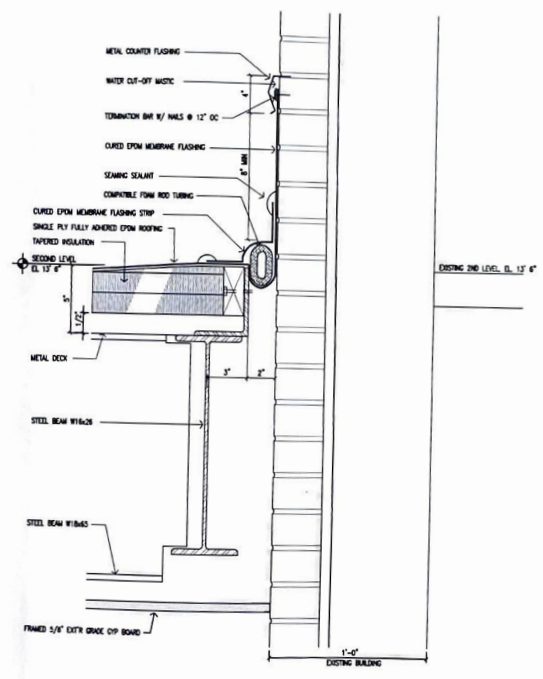 METAL COUNTER FLASHING
WATER CUT-OFF MASTIC
4"
TERMINATION BAR W/ NAILS @ 12" OC
CURED EPDM MEMBRANE FLASHING
8" MIN
SEAMING SEALANT
COMPATIBLE FOAM ROD TUBING
CURED EPDM MEMBRANE FLASHING STRIP
SINGLE PLY FULLY ADHERED EPDM ROOFING
TAPERED INSULATION
SECOND LEVEL
EL 13' 6"
EXISTING 2ND LEVEL, EL. 13' 6"
5"
1/2"
METAL DECK
3"
2"
STEEL BEAM W16x26
STEEL BEAM W18x65
FRAMED 5/8" EXT'R GRADE GYP BOARD
1'-0"
EXISTING BUILDING